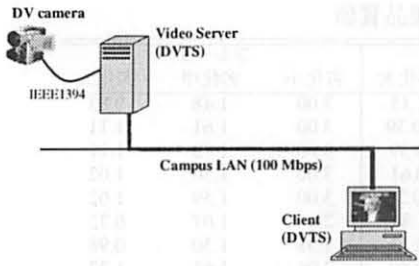 DV camera
Video Server
(DVTS)
IEEE1394
Campus LAN (100 Mbps)
Client
(DVTS)